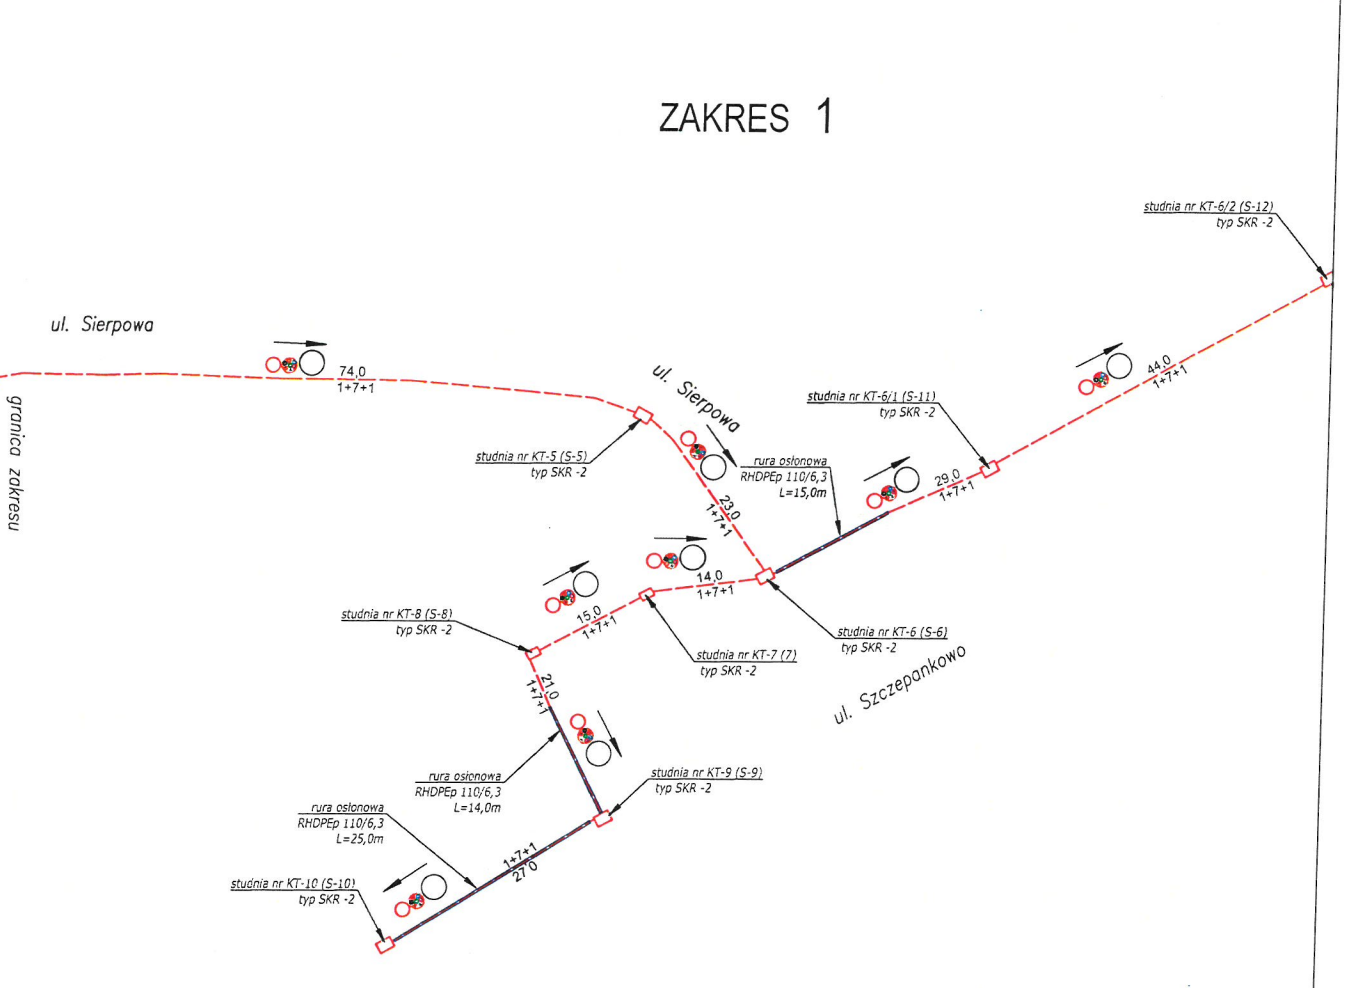 ZAKRES 1
studnia nr KT-6/2 (S-12)
typ SKR -2
ul. Sierpowa
74,0
1+7+1
ul. Sierpowa
44,0
1+7+1
studnia nr KT-6/1 (S-11)
typ SKR -2
granica zakresu
studnia nr KT-5 (S-5)
typ SKR -2
rura osłonowa
RHDPEp 110/6,3
L=15,0m
29,0
1+7+1
23,0
1+7+1
14,0
1+7+1
15,0
1+7+1
studnia nr KT-8 (S-8)
typ SKR -2
studnia nr KT-6 (S-6)
typ SKR -2
studnia nr KT-7 (7)
typ SKR -2
ul. Szczepankowo
21,0
1+7+1
rura osłonowa
RHDPEp 110/6,3
L=14,0m
studnia nr KT-9 (S-9)
typ SKR -2
rura osłonowa
RHDPEp 110/6,3
L=25,0m
1+7+1
27,0
studnia nr KT-10 (S-10)
typ SKR -2